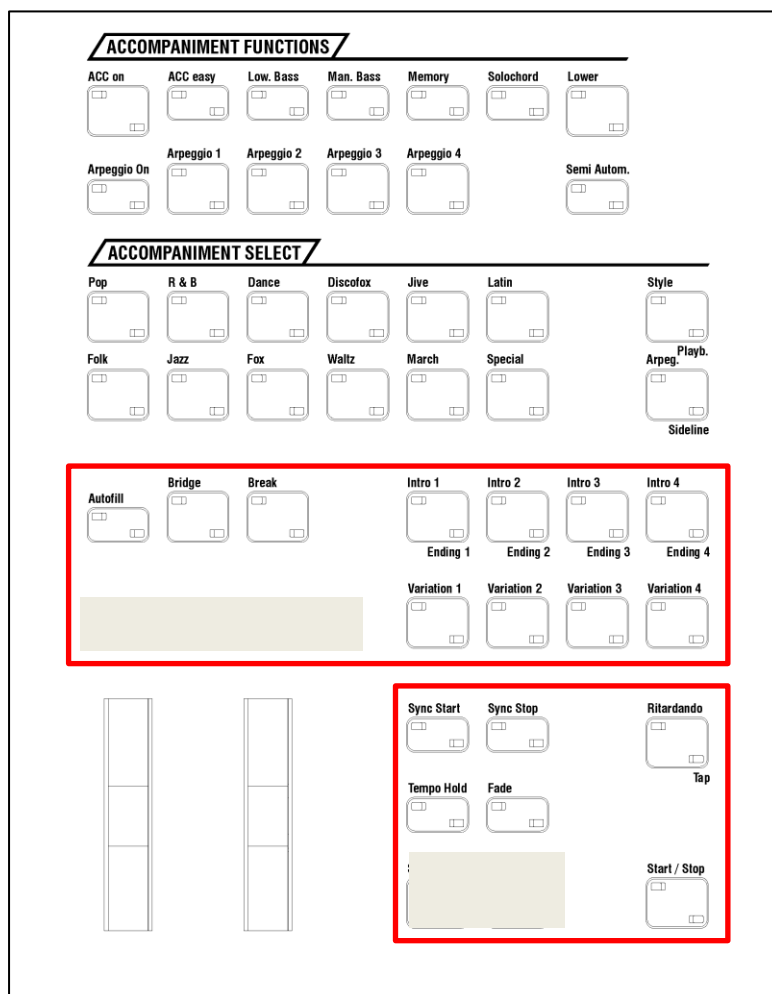 ACCOMPANIMENT FUNCTIONS
ACC on ACC easy Low. Bass Man. Bass Memory Solochord Lower
Arpeggio On Arpeggio 1 Arpeggio 2 Arpeggio 3 Arpeggio 4 Semi Autom.
ACCOMPANIMENT SELECT
Pop R & B Dance Discofox Jive Latin Style
Playb.
Folk Jazz Fox Waltz March Special Arpeg.
Sideline
Autofill Bridge Break Intro 1 Intro 2 Intro 3 Intro 4
Ending 1 Ending 2 Ending 3 Ending 4
Variation 1 Variation 2 Variation 3 Variation 4
Sync Start Sync Stop Ritardando
Tap
Tempo Hold Fade
Start / Stop